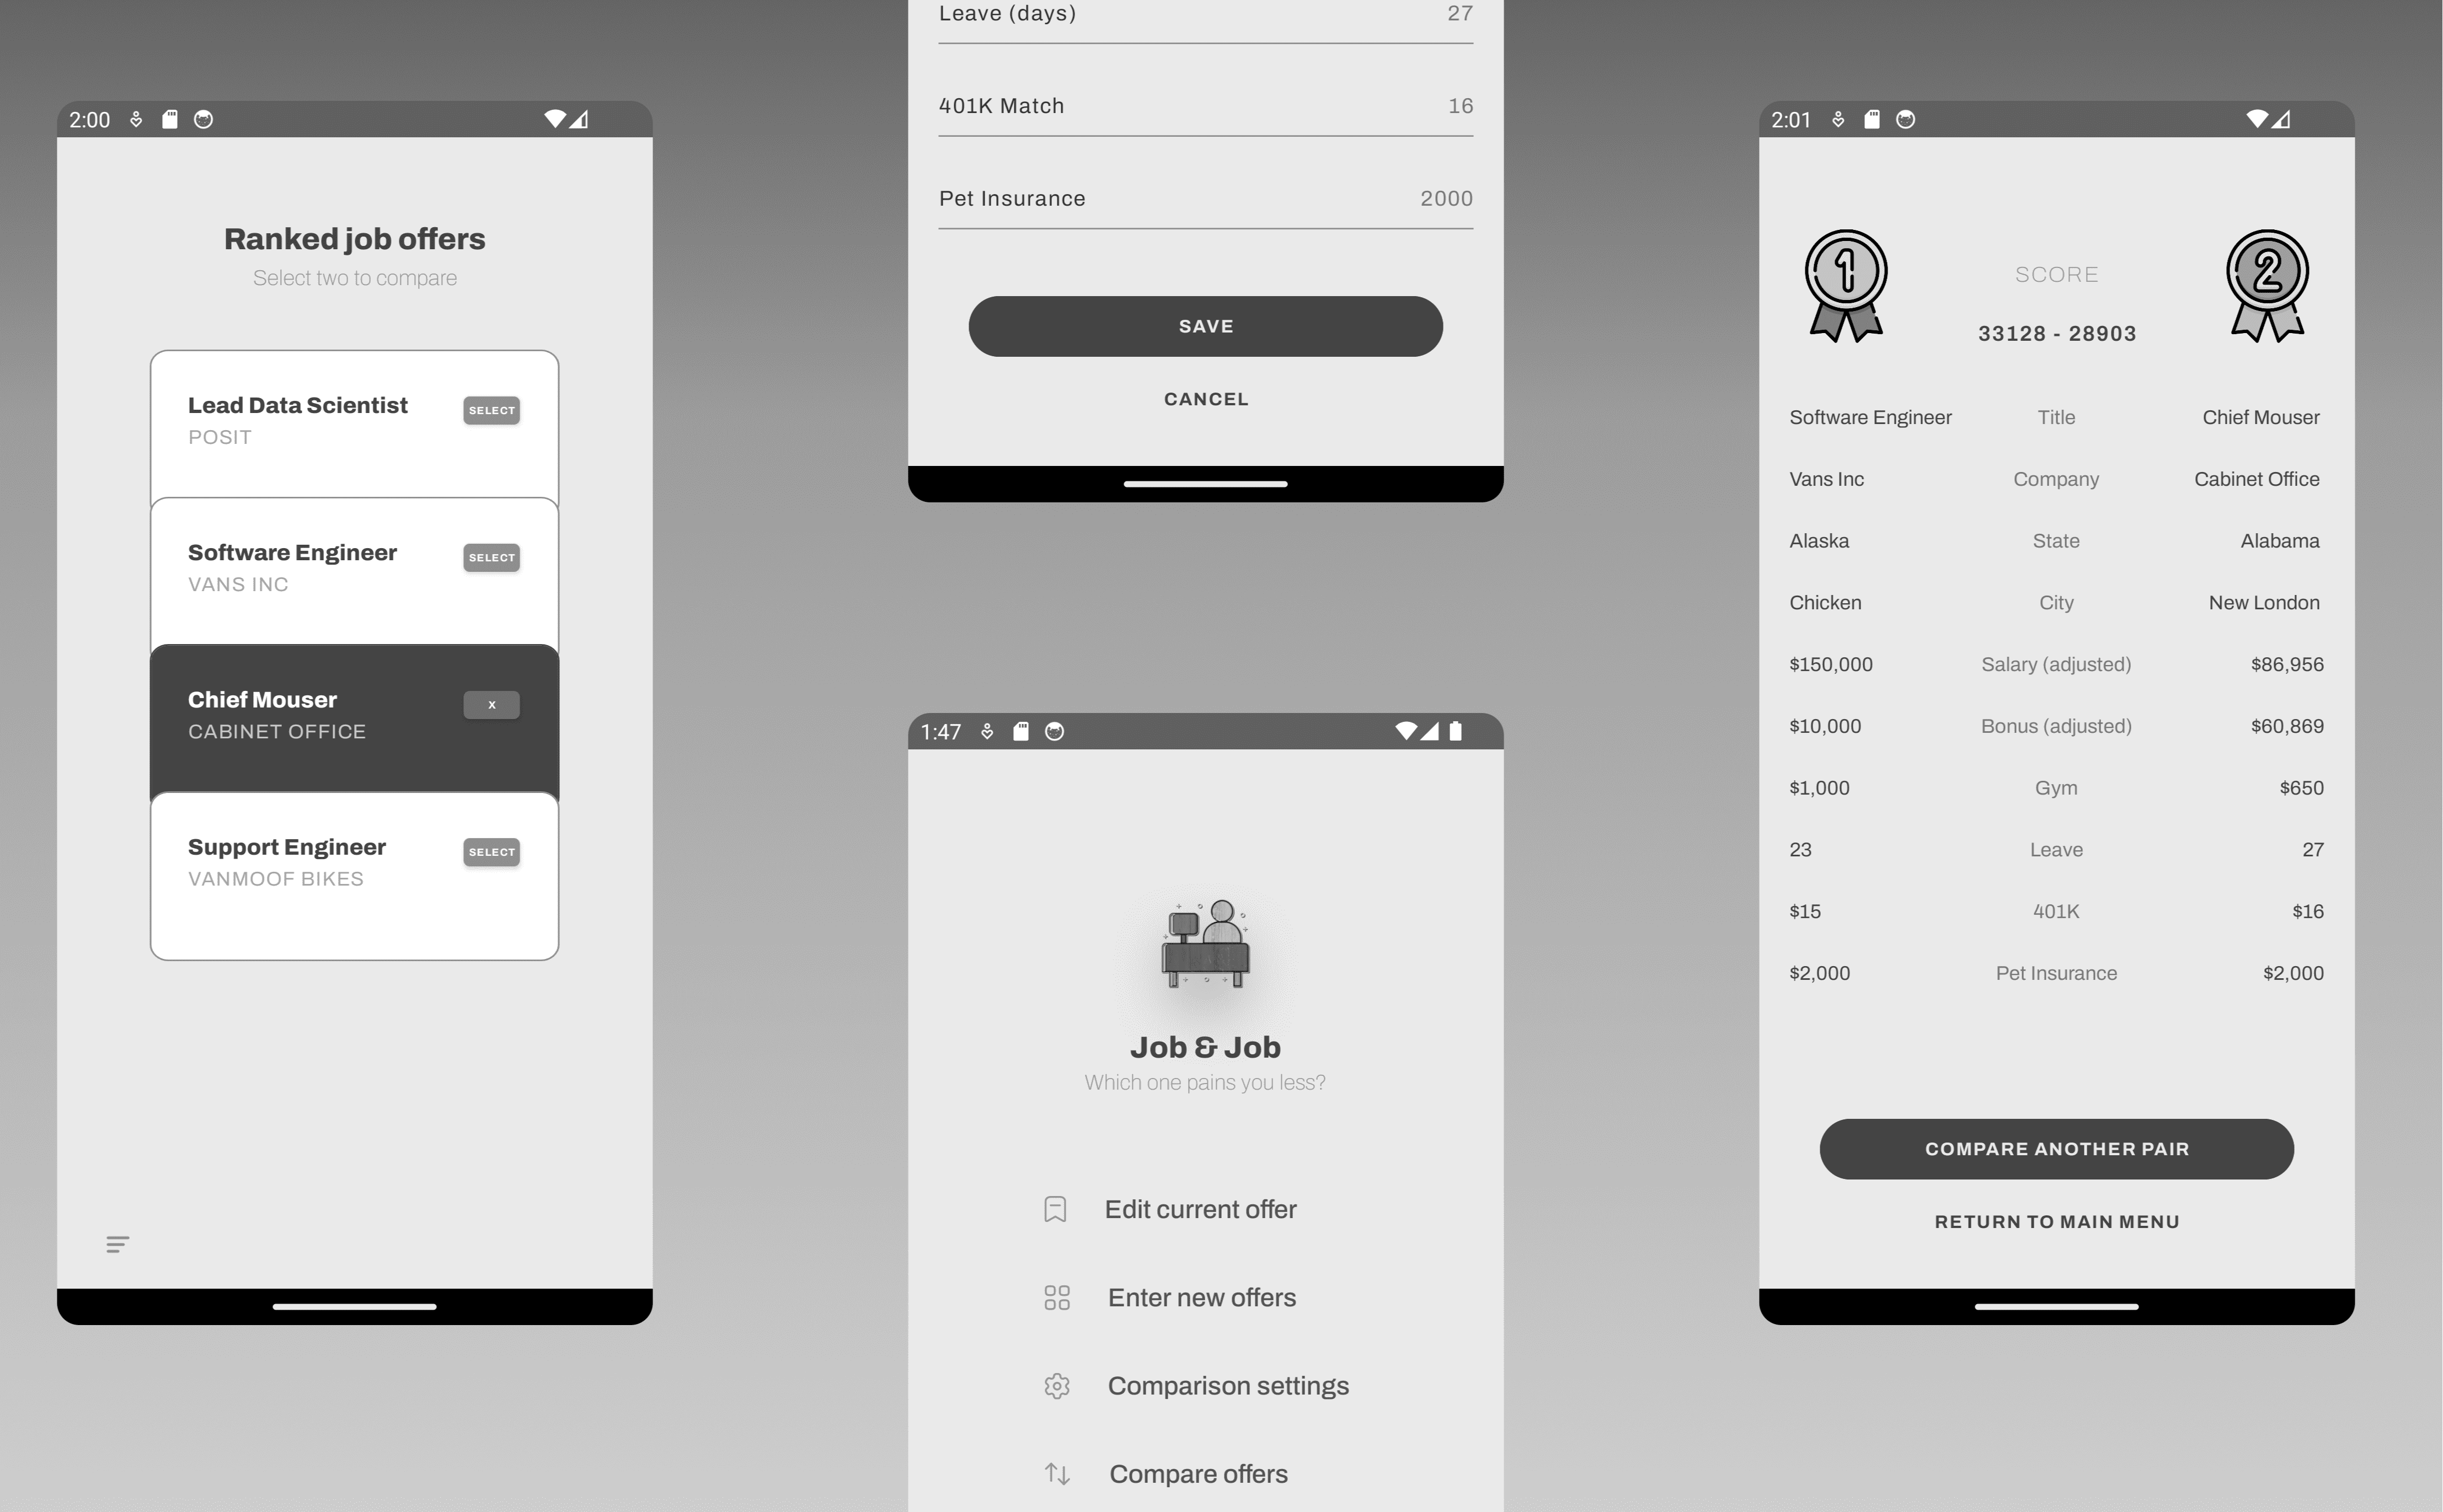 2:00
Ranked job offers
Select two to compare
Lead Data Scientist
SELECT
POSIT
Software Engineer
SELECT
VANS INC
Chief Mouser
X
CABINET OFFICE
Support Engineer
SELECT
VANMOOF BIKES
Leave (days) 27
401K Match 16
Pet Insurance 2000
SAVE
CANCEL
1:47
Job & Job
Which one pains you less?
Edit current offer
Enter new offers
Comparison settings
Compare offers
2:01
1
SCORE
2
33128 - 28903
Software Engineer Title Chief Mouser
Vans Inc Company Cabinet Office
Alaska State Alabama
Chicken City New London
$150,000 Salary (adjusted) $86,956
$10,000 Bonus (adjusted) $60,869
$1,000 Gym $650
23 Leave 27
$15 401K $16
$2,000 Pet Insurance $2,000
COMPARE ANOTHER PAIR
RETURN TO MAIN MENU